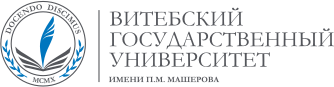 DOCENDO DISCIMUS
MCMX
ВИТЕБСКИЙ
ГОСУДАРСТВЕННЫЙ
УНИВЕРСИТЕТ
ИМЕНИ П.М. МАШЕРОВА